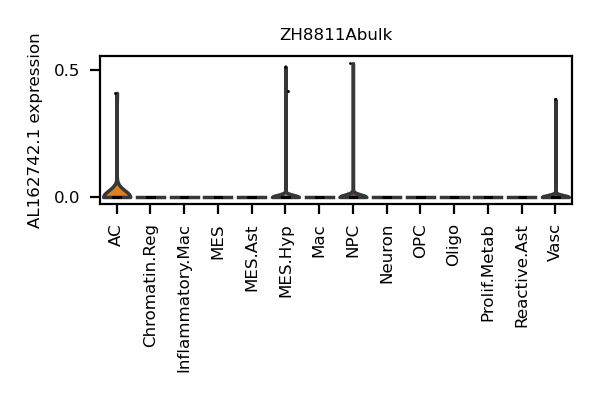 ZH8811Abulk
AL162742.1 expression
0.5
0.0
AC
Chromatin.Reg
Inflammatory.Mac
MES
MES.Ast
MES.Hyp
Mac
NPC
Neuron
OPC
Oligo
Prolif.Metab
Reactive.Ast
Vasc